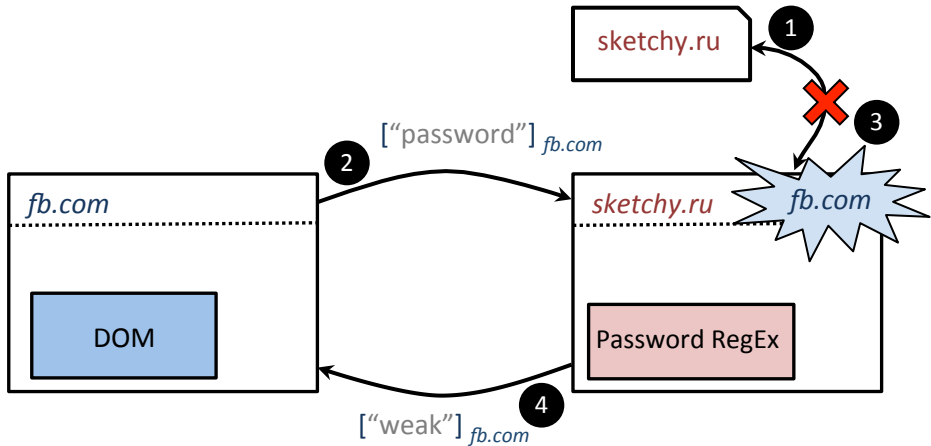 sketchy.ru
1
3
[“password”] fb.com
2
fb.com
sketchy.ru
fb.com
DOM
Password RegEx
4
[“weak”] fb.com